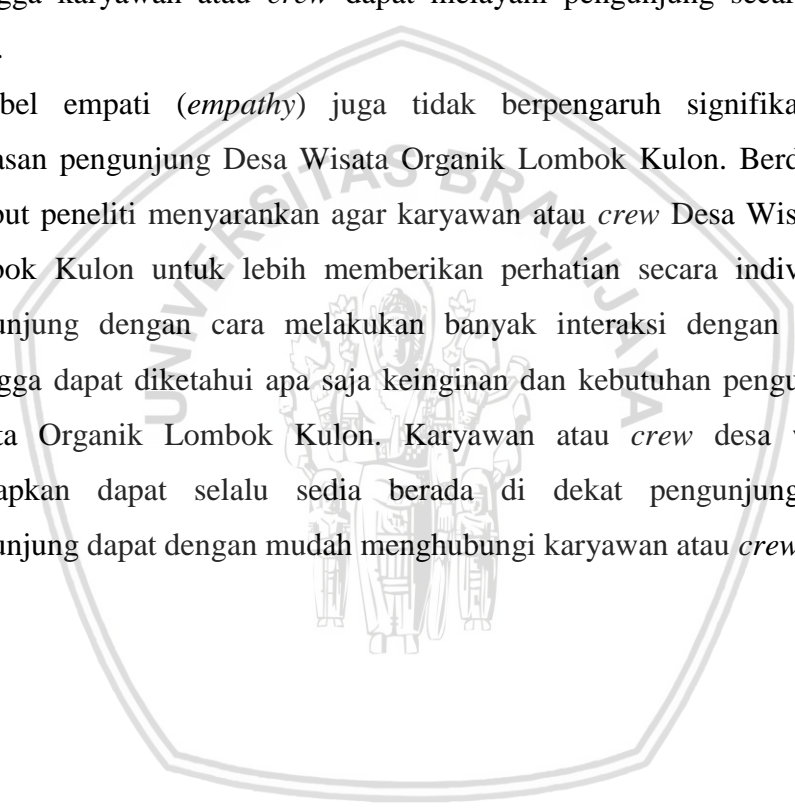 gga karyawan atau crew dapat melayani pengunjung secar
.
bel empati (empathy) juga tidak berpengaruh signifika
asan pengunjung Desa Wisata Organik Lombok Kulon. Berd
but peneliti menyarankan agar karyawan atau crew Desa Wis
bok Kulon untuk lebih memberikan perhatian secara indiv
unjung dengan cara melakukan banyak interaksi dengan
ngga dapat diketahui apa saja keinginan dan kebutuhan pengu
ta Organik Lombok Kulon. Karyawan atau crew desa
apkan dapat selalu sedia berada di dekat pengunjung
unjung dapat dengan mudah menghubungi karyawan atau crew
UNIVERSITAS BRAWIJAYA